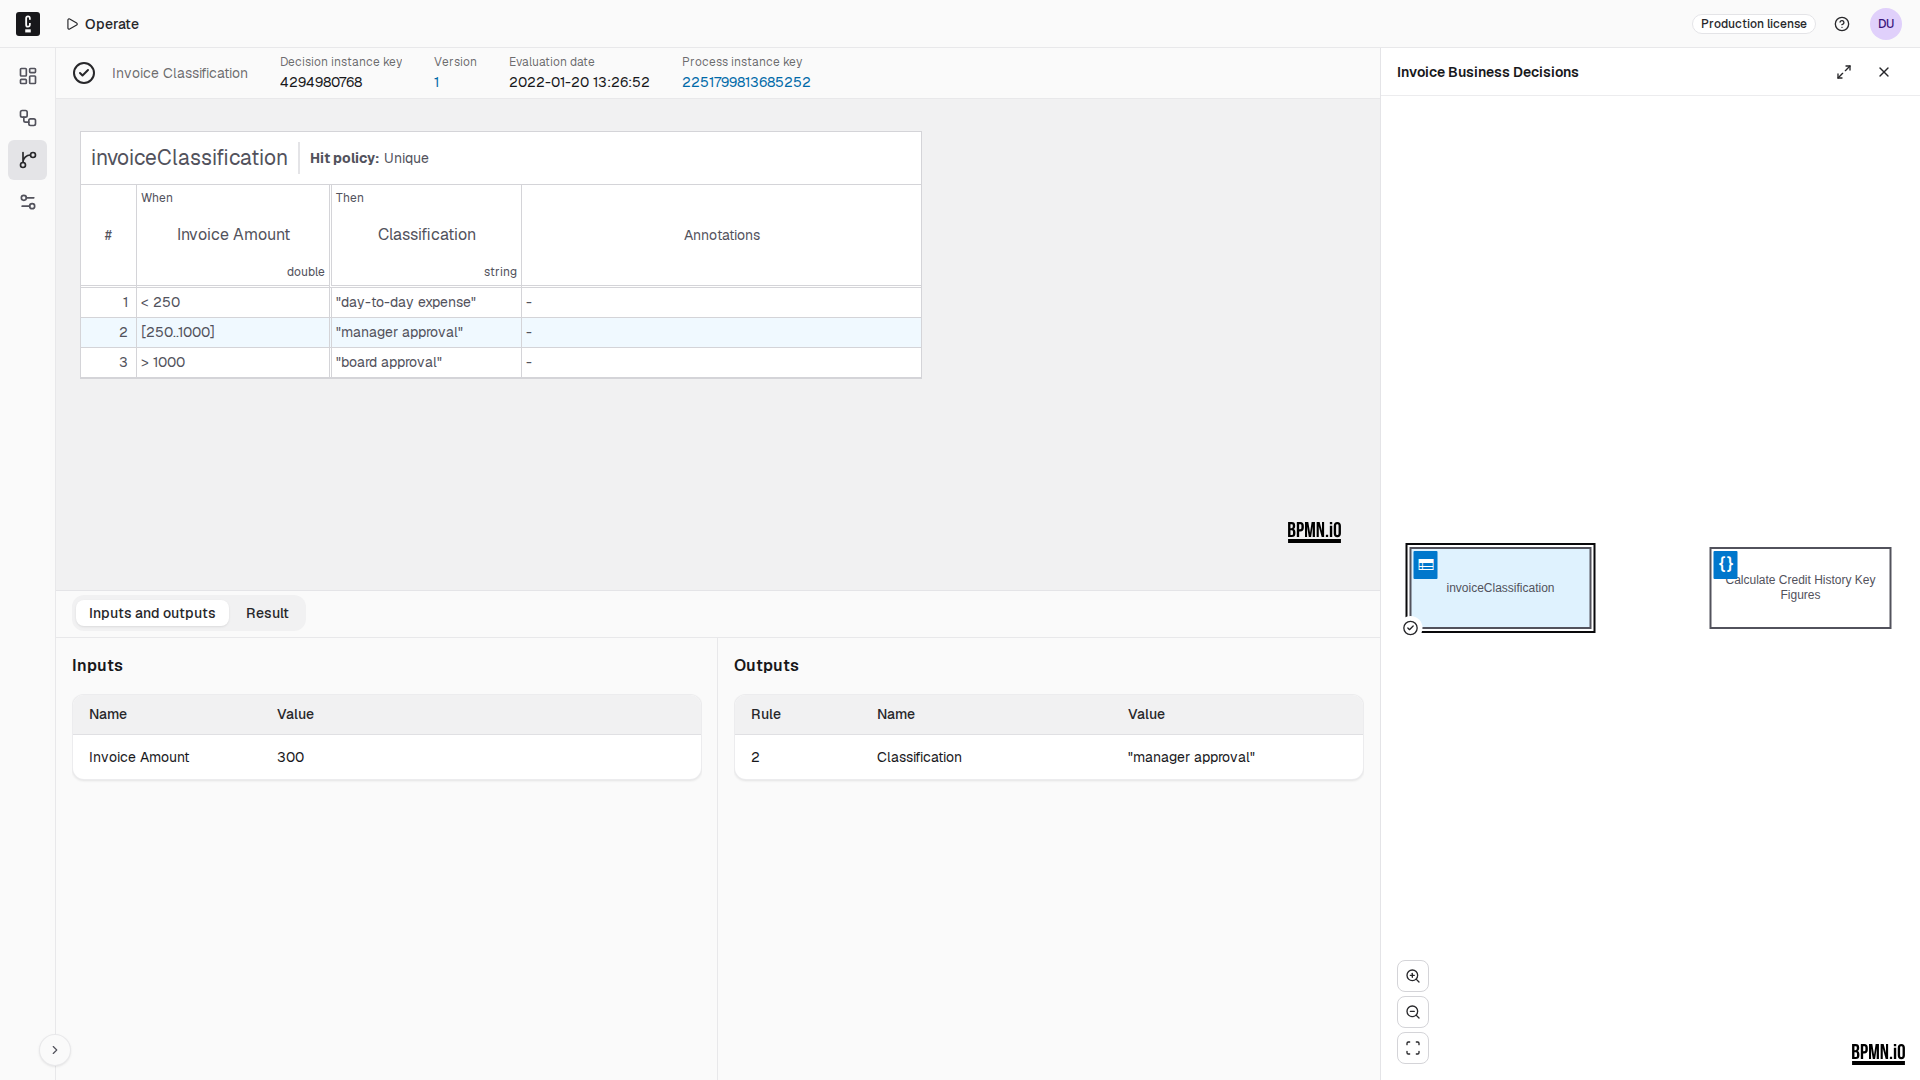 Operate
Production license
DU
Invoice Classification
Decision instance key
4294980768
Version
1
Evaluation date
2022-01-20 13:26:52
Process instance key
2251799813685252
Invoice Business Decisions
invoiceClassification
Hit policy: Unique
#
When
Invoice Amount
double
Then
Classification
string
Annotations
1 < 250 "day-to-day expense" -
2 [250..1000] "manager approval" -
3 > 1000 "board approval" -
BPMN.iO
Inputs and outputs
Result
Inputs
Name Value
Invoice Amount 300
Outputs
Rule Name Value
2 Classification "manager approval"
invoiceClassification
{}
Calculate Credit History Key
Figures
BPMN.iO